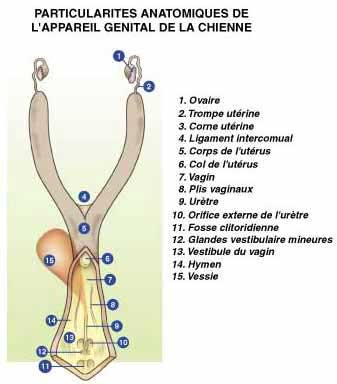 PARTICULARITES ANATOMIQUES DE
L'APPAREIL GENITAL DE LA CHIENNE
1
2
4
5
6
15
7
8
14
9
13
10
12
11
1. Ovaire
2. Trompe utérine
3. Corne utérine
4. Ligament intercomual
5. Corps de l'utérus
6. Col de l'utérus
7. Vagin
8. Plis vaginaux
9. Urètre
10. Orifice externe de l'urètre
11. Fosse clitoridienne
12. Glandes vestibulaire mineures
13. Vestibule du vagin
14. Hymen
15. Vessie